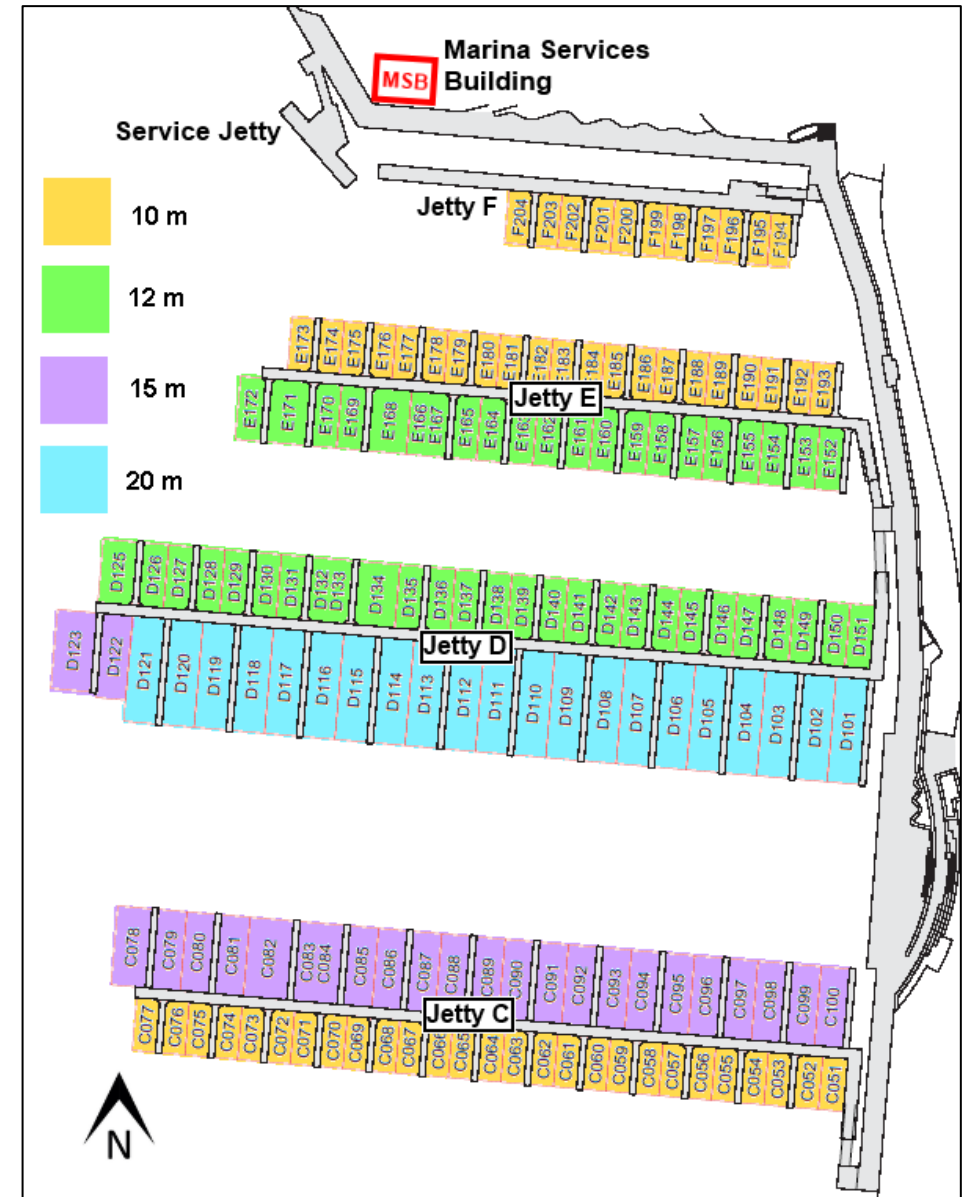 Marina Services
MSB Building
Service Jetty
10 m
12 m
15 m
20 m
Jetty F
F204 F203 F202 F201 F200 F199 F198 F197 F196 F195 F194
E173 E174 E175 E176 E177 E178 E179 E180 E181 E182 E183 E184 E185 E186 E187 E188 E189 E190 E191 E192 E193
Jetty E
E172 E171 E170 E169 E168 E166 E167 E165 E164 E163 E162 E161 E160 E159 E158 E157 E156 E155 E154 E153 E152
D125 D126 D127 D128 D129 D130 D131 D132 D133 D134 D135 D136 D137 D138 D139 D140 D141 D142 D143 D144 D145 D146 D147 D148 D149 D150 D151
Jetty D
D123 D122 D121 D120 D119 D118 D117 D116 D115 D114 D113 D112 D111 D110 D109 D108 D107 D106 D105 D104 D103 D102 D101
C078 C079 C080 C081 C082 C083 C084 C085 C086 C087 C088 C089 C090 C091 C092 C093 C094 C095 C096 C097 C098 C099 C100
Jetty C
C077 C076 C075 C074 C073 C072 C071 C070 C069 C068 C067 C066 C065 C064 C063 C062 C061 C060 C059 C058 C057 C056 C055 C054 C053 C052 C051
N